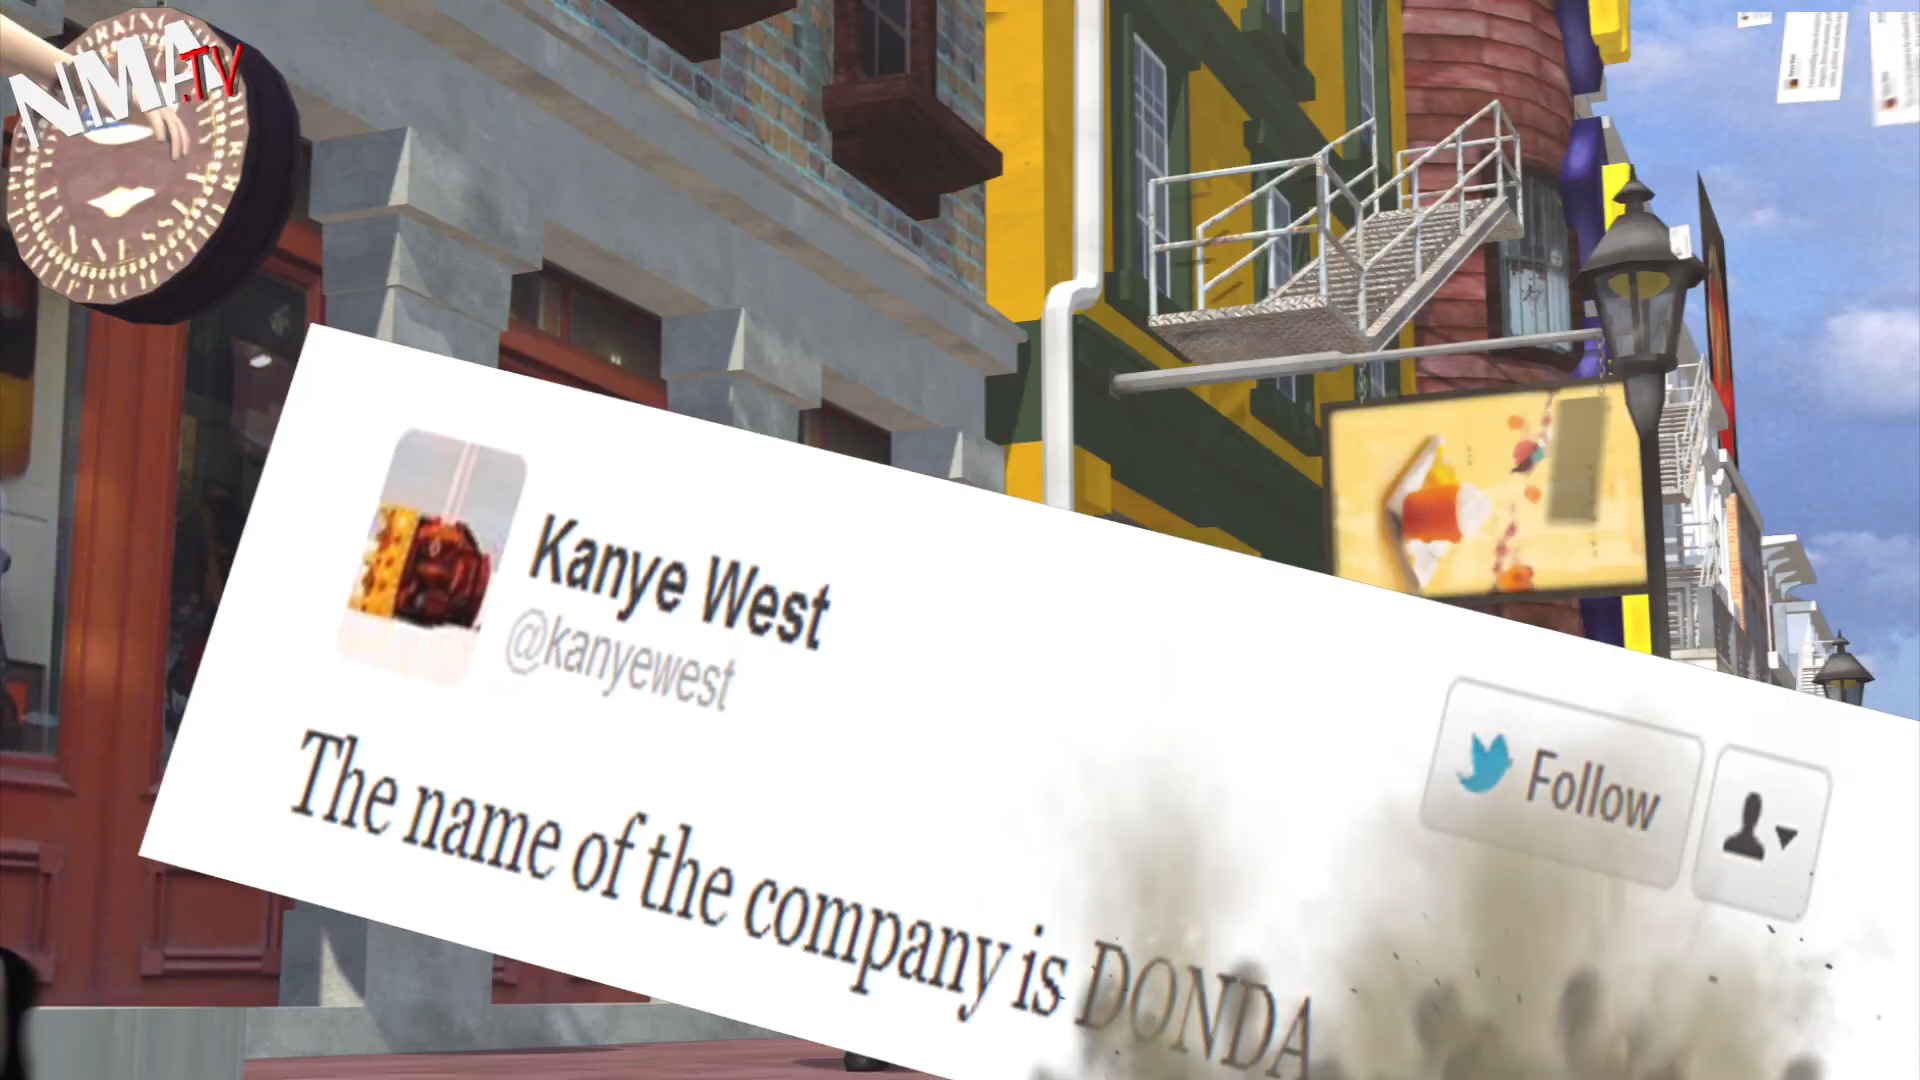 NMA.TV
Kanye West
@kanyewest
Follow
The name of the company is DONDA